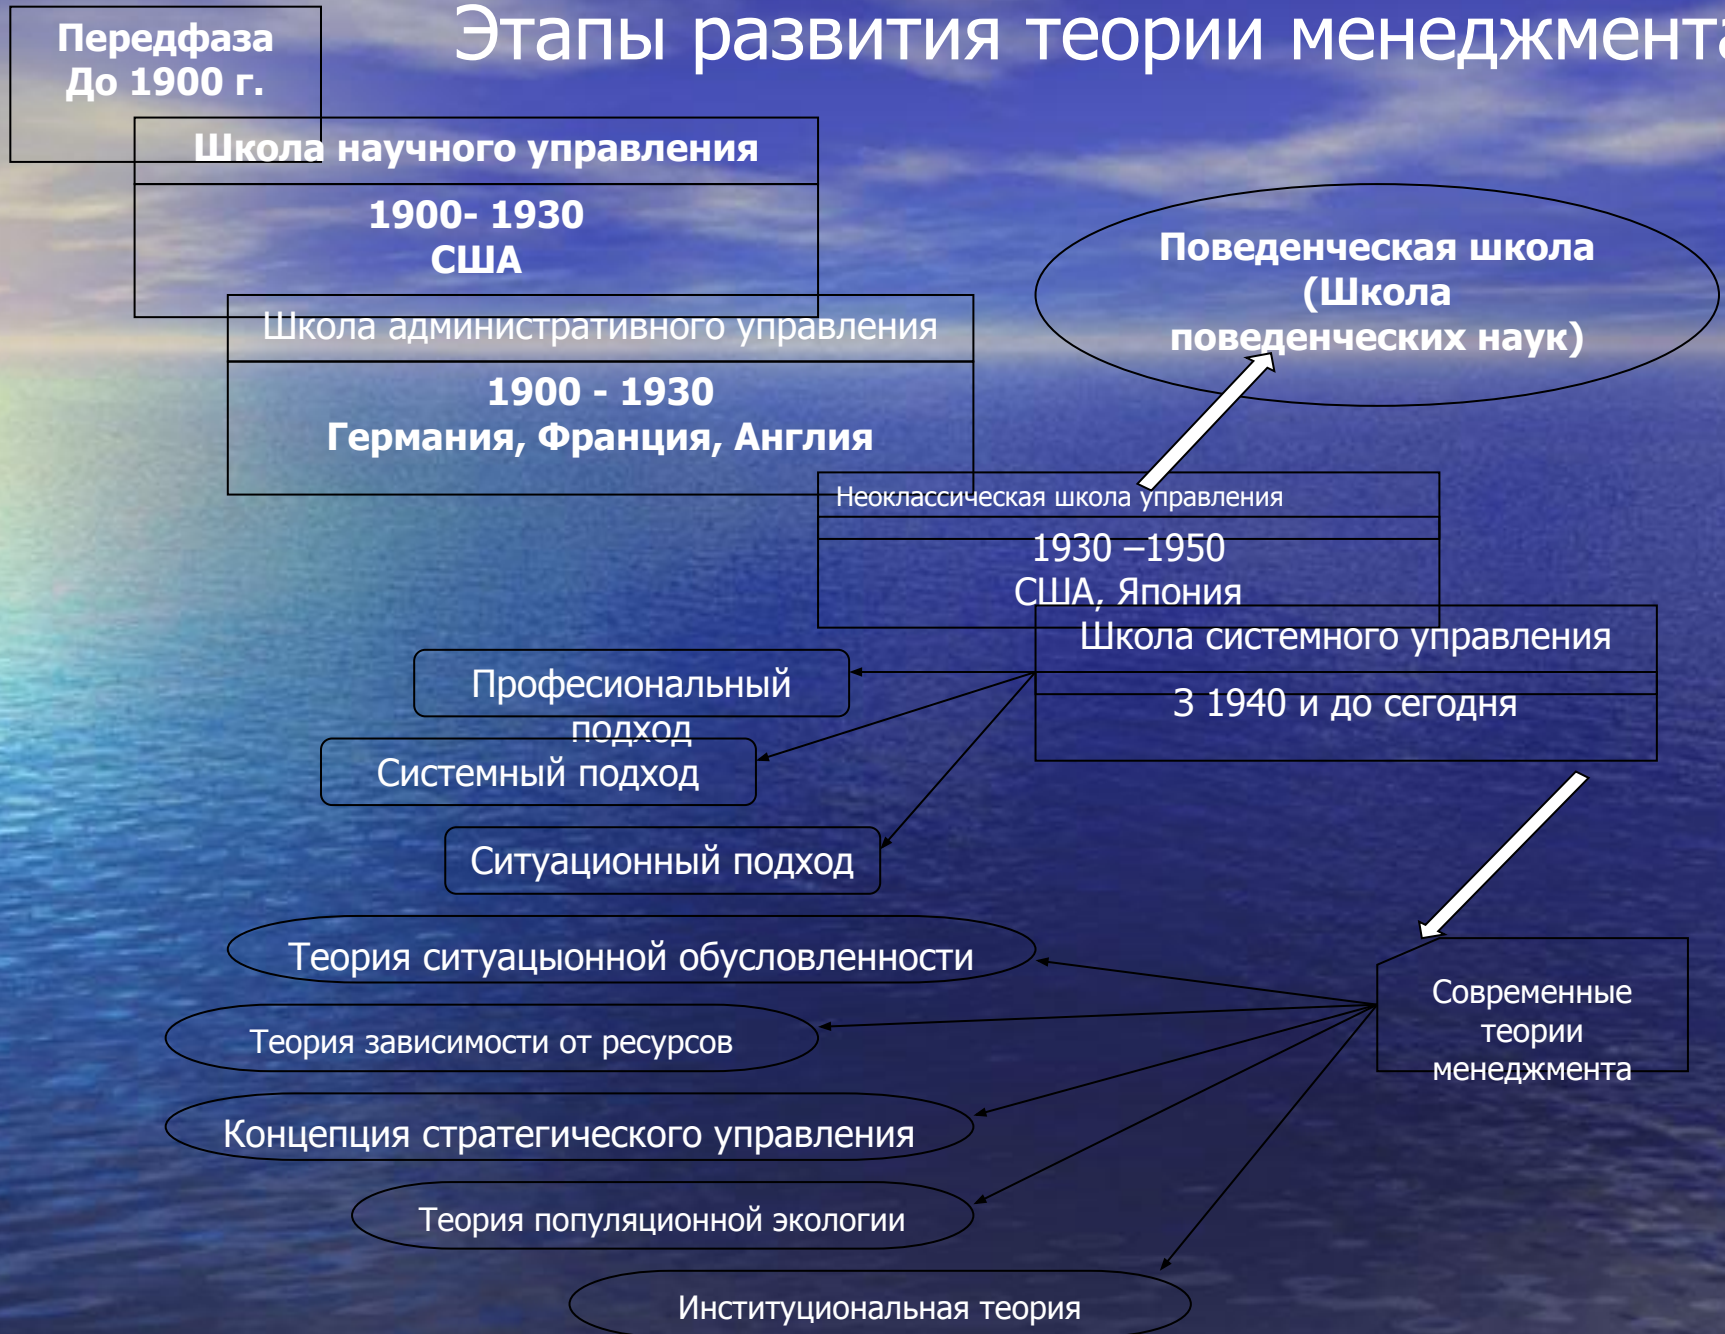 Этапы развития теории менеджмента
Передфаза
До 1900 г.
Школа научного управления
1900- 1930
США
Школа административного управления
1900 - 1930
Германия, Франция, Англия
Поведенческая школа
(Школа
поведенческих наук)
Неоклассическая школа управления
1930 –1950
США, Япония
Школа системного управления
З 1940 и до сегодня
Професиональный
подход
Системный подход
Ситуационный подход
Теория ситуацыонной обусловленности
Теория зависимости от ресурсов
Концепция стратегического управления
Теория популяционной экологии
Институциональная теория
Современные
теории
менеджмента